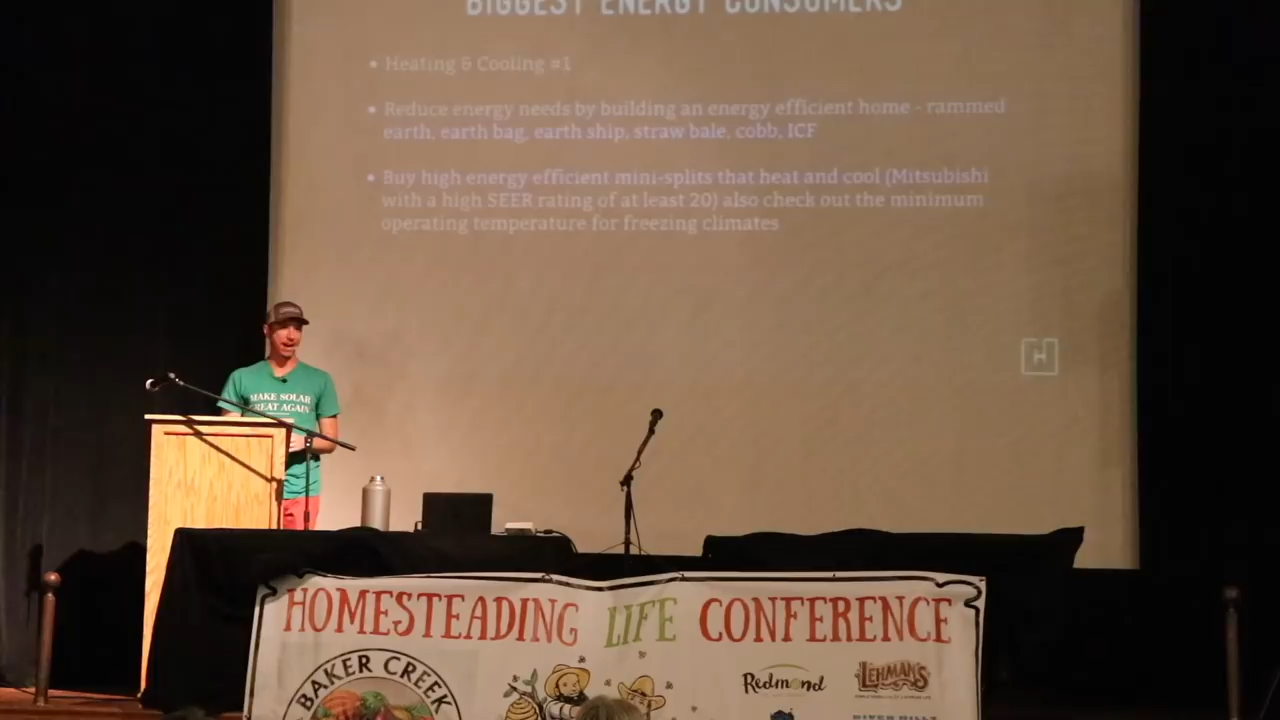 BIGGEST ENERGY CONSUMERS
• Heating & Cooling #1
• Reduce energy needs by building an energy efficient home - rammed
earth, earth bag, earth ship, straw bale, cobb, ICF
• Buy high energy efficient mini-splits that heat and cool (Mitsubishi
with a high SEER rating of at least 20) also check out the minimum
operating temperature for freezing climates
H
MAKE SOLAR
GREAT AGAIN
HOMESTEADING LIFE CONFERENCE
BAKER CREEK
Redmond
LEHMAN'S